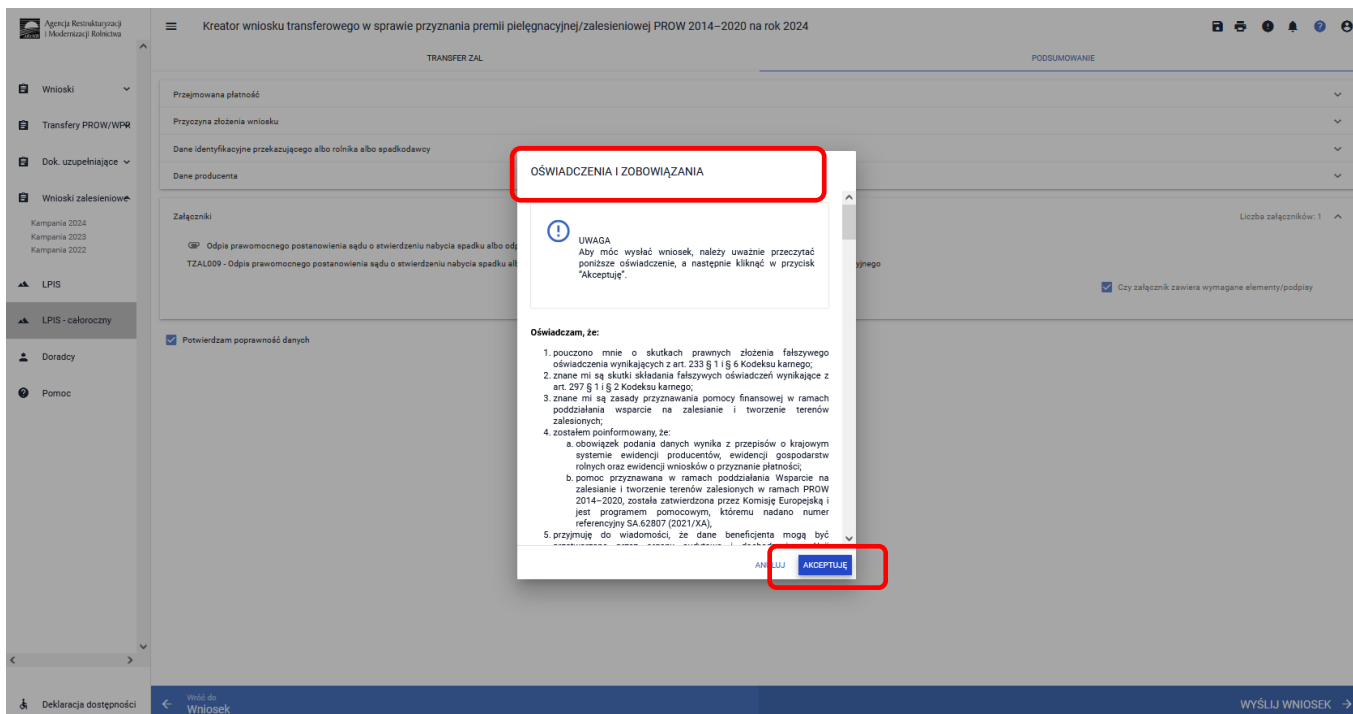 Agencja Restrukturyzacji
i Modernizacji Rolnictwa
Kreator wniosku transferowego w sprawie przyznania premii pielęgnacyjnej/zalesieniowej PROW 2014–2020 na rok 2024
TRANSFER ZAL
PODSUMOWANIE
Wnioski
Transfery PROW/WPR
Dok. uzupełniające
Wnioski zalesieniowe
Kampania 2024
Kampania 2023
Kampania 2022
LPIS
LPIS - całoroczny
Doradcy
Pomoc
Deklaracja dostępności
Przejmowana płatność
Przyczyna złożenia wniosku
Dane identyfikacyjne przekazującego albo rolnika albo spadkodawcy
Dane producenta
Załączniki
Liczba załączników: 1
Odpis prawomocnego postanowienia sądu o stwierdzeniu nabycia spadku albo odp
TZAL009 - Odpis prawomocnego postanowienia sądu o stwierdzeniu nabycia spadku alb
yjnego
Czy załącznik zawiera wymagane elementy/podpisy
Potwierdzam poprawność danych
OŚWIADCZENIA I ZOBOWIĄZANIA
UWAGA
Aby móc wysłać wniosek, należy uważnie przeczytać
poniższe oświadczenie, a następnie kliknąć w przycisk
"Akceptuję".
Oświadczam, że:
1. pouczono mnie o skutkach prawnych złożenia fałszywego
oświadczenia wynikających z art. 233 § 1 i § 6 Kodeksu karnego;
2. znane mi są skutki składania fałszywych oświadczeń wynikające z
art. 297 § 1 i § 2 Kodeksu karnego;
3. znane mi są zasady przyznawania pomocy finansowej w ramach
poddziałania wsparcie na zalesianie i tworzenie terenów
zalesionych;
4. zostałem poinformowany, że:
a. obowiązek podania danych wynika z przepisów o krajowym
systemie ewidencji producentów, ewidencji gospodarstw
rolnych oraz ewidencji wniosków o przyznanie płatności;
b. pomoc przyznawana w ramach poddziałania Wsparcie na
zalesianie i tworzenie terenów zalesionych w ramach PROW
2014–2020, została zatwierdzona przez Komisję Europejską i
jest programem pomocowym, któremu nadano numer
referencyjny SA.62807 (2021/XA),
5. przyjmuję do wiadomości, że dane beneficjenta mogą być
ANULUJ
AKCEPTUJĘ
Wróć do
Wniosek
WYŚLIJ WNIOSEK